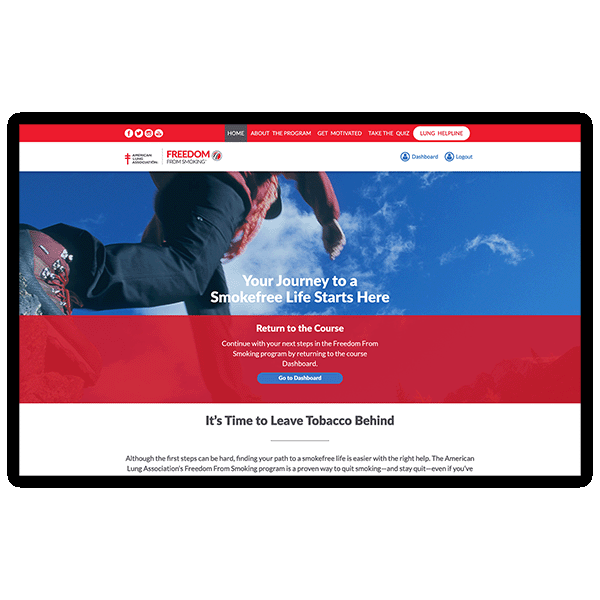 HOME ABOUT THE PROGRAM GET MOTIVATED TAKE THE QUIZ LUNG HELPLINE
AMERICAN
LUNG
ASSOCIATION
FREEDOM
FROM SMOKING
Dashboard Logout
Your Journey to a
Smokefree Life Starts Here
Return to the Course
Continue with your next steps in the Freedom From
Smoking program by returning to the course
Dashboard.
Go to Dashboard
It's Time to Leave Tobacco Behind
Although the first steps can be hard, finding your path to a smokefree life is easier with the right help. The American
Lung Association's Freedom From Smoking program is a proven way to quit smoking—and stay quit—even if you've